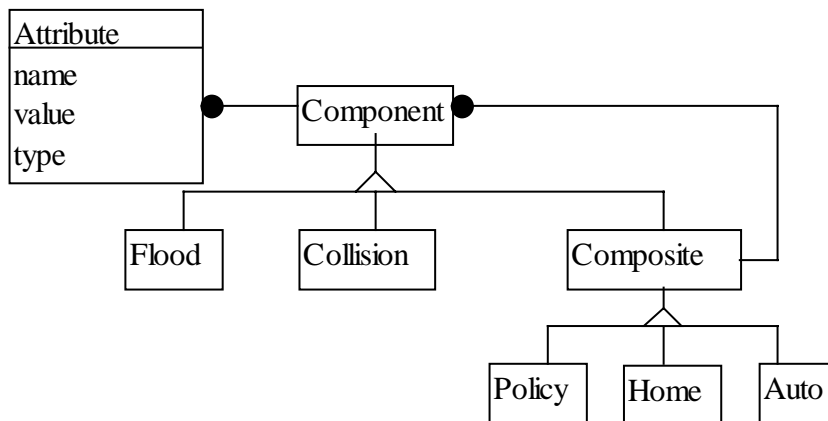 Attribute
name
value
type
Component
Flood
Collision
Composite
Policy
Home
Auto